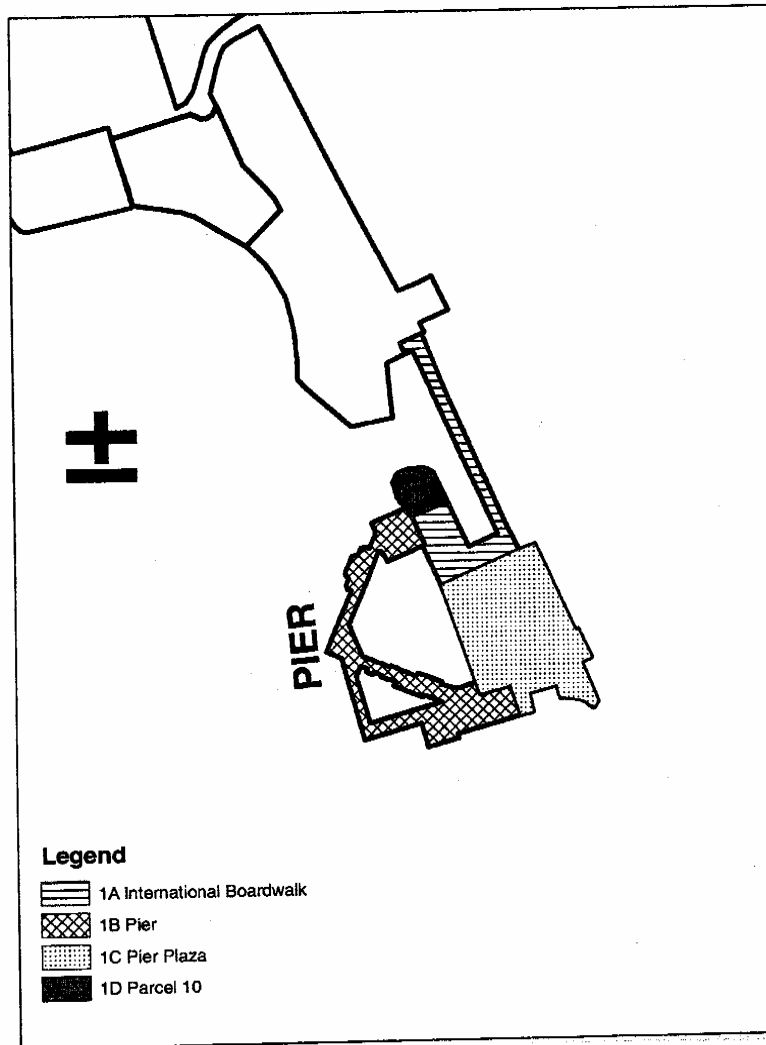 PIER
Legend
1A International Boardwalk
1B Pier
1C Pier Plaza
1D Parcel 10